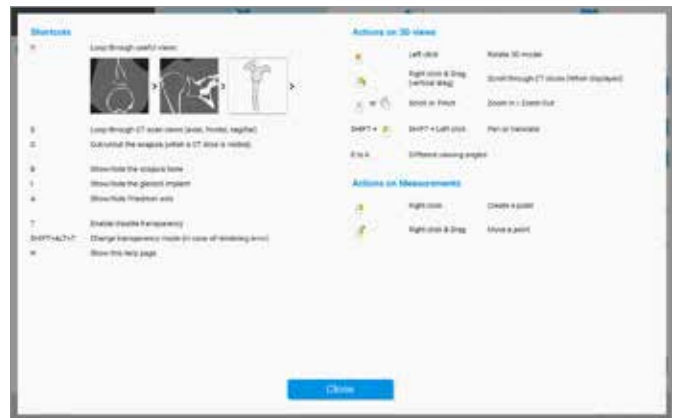 Shortcuts
Loop through useful views:
Loop through CT scan views (axial, frontal, sagittal)
Cut/uncut the scapula (when a CT slice is visible)
Show/hide the scapula bone
Show/hide the glenoid implant
A Show/hide Friedman axis
T Enable/disable transparency
SHIFT+ALT+T Change transparency mode (in case of rendering error)
H Show this help page
Actions on 3D views
Left click Rotate 3D model
Right click & Drag (vertical drag) Scroll through CT slices (when displayed)
or Scroll or Pinch Zoom in / Zoom Out
SHIFT + SHIFT + Left click Pan or translate
Different viewing angles
Actions on Measurements
Right click Create a point
Right click & Drag Move a point
Close